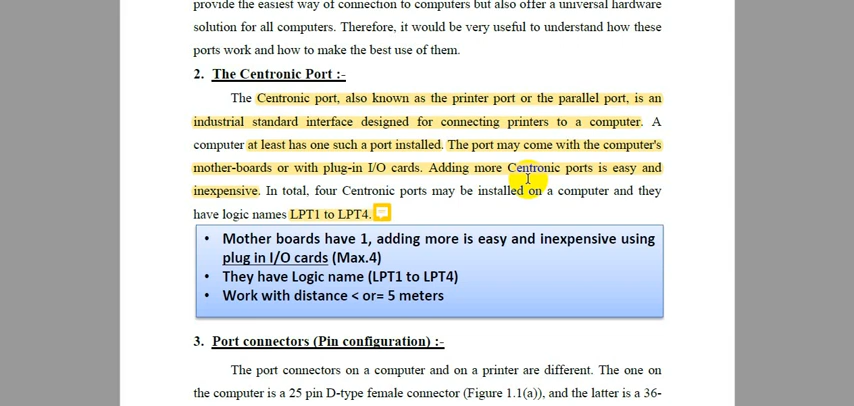 provide the easiest way of connection to computers but also offer a universal hardware
solution for all computers. Therefore, it would be very useful to understand how these
ports work and how to make the best use of them.
2. The Centronic Port :-
The Centronic port, also known as the printer port or the parallel port, is an
industrial standard interface designed for connecting printers to a computer. A
computer at least has one such a port installed. The port may come with the computer's
mother-boards or with plug-in I/O cards. Adding more Centronic ports is easy and
inexpensive. In total, four Centronic ports may be installed on a computer and they
have logic names LPT1 to LPT4.
• Mother boards have 1, adding more is easy and inexpensive using
plug in I/O cards (Max.4)
• They have Logic name (LPT1 to LPT4)
• Work with distance < or= 5 meters
3. Port connectors (Pin configuration) :-
The port connectors on a computer and on a printer are different. The one on
the computer is a 25 pin D-type female connector (Figure 1.1(a)), and the latter is a 36-